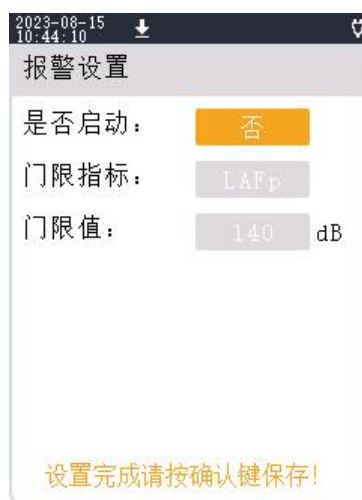 2023-08-15
10:44:10
报警设置
是否启动： 否
门限指标： LAFp
门限值： 140 dB
设置完成请按确认键保存!